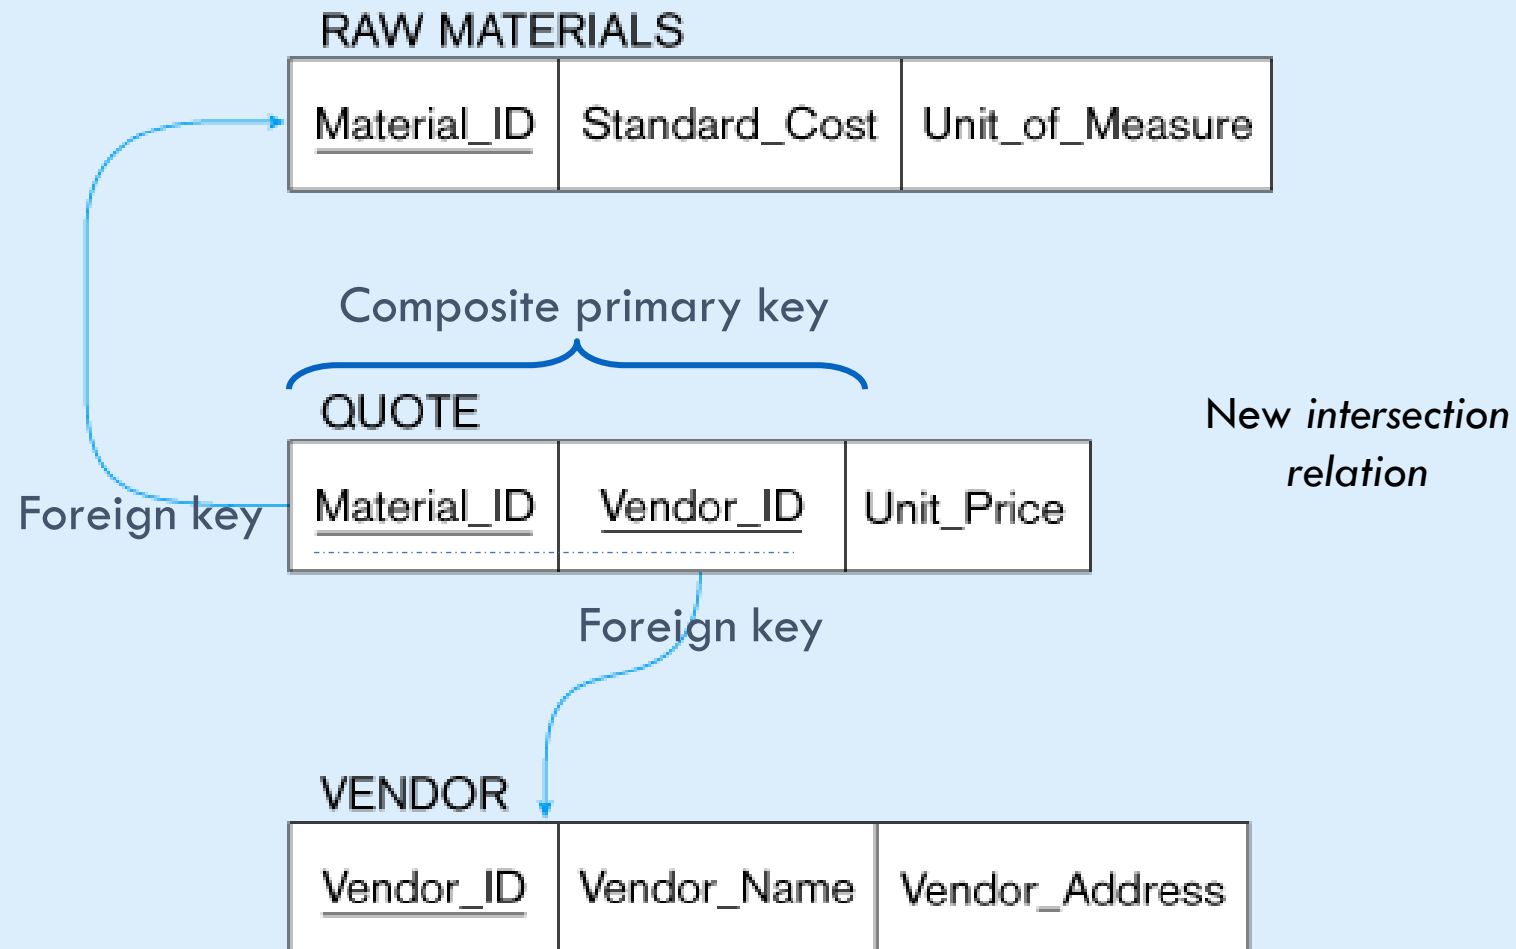 RAW MATERIALS
Material_ID Standard_Cost Unit_of_Measure
Composite primary key
QUOTE
New intersection
relation
Foreign key
Material_ID Vendor_ID Unit_Price
Foreign key
VENDOR
Vendor_ID Vendor_Name Vendor_Address